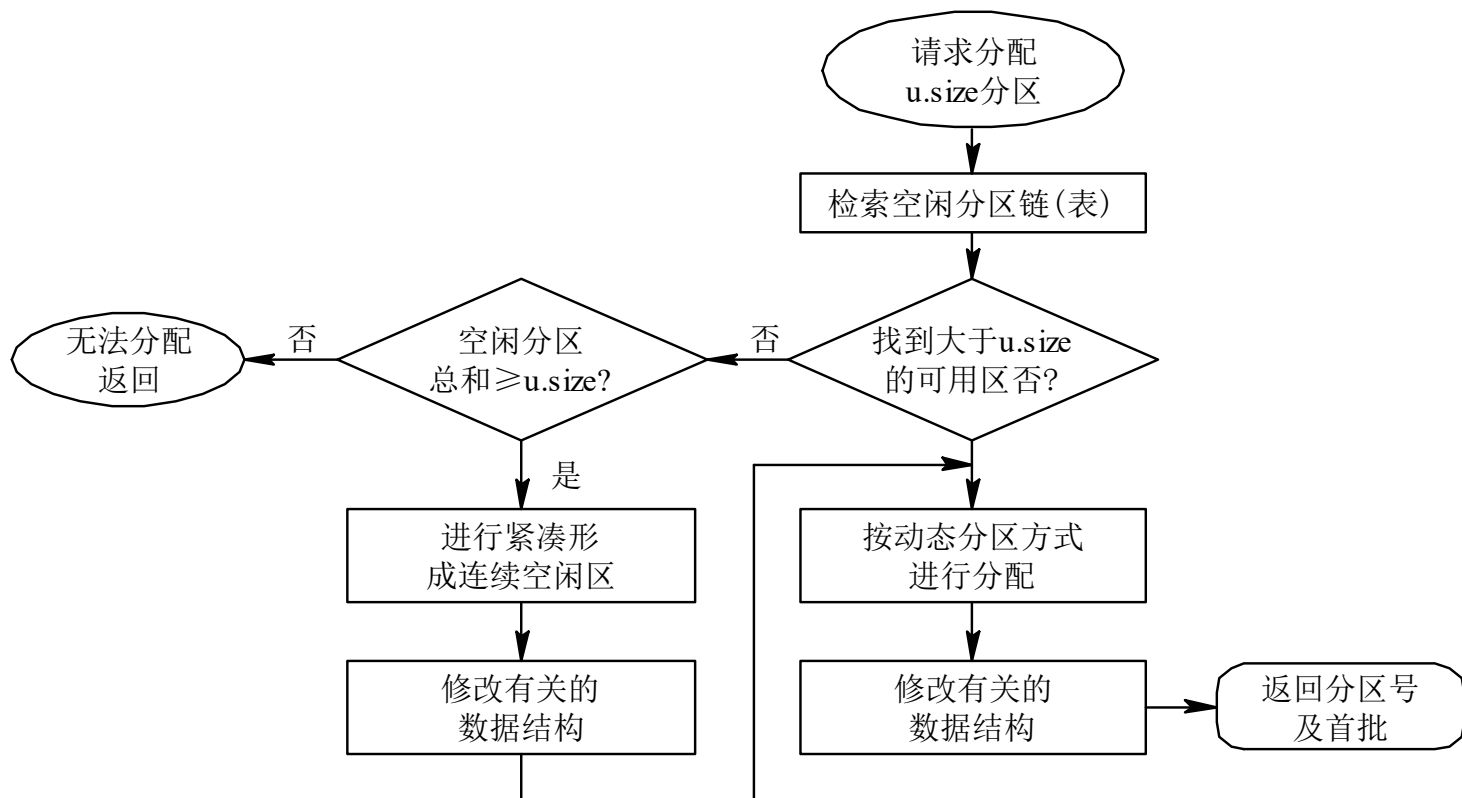 请求分配
u.size分区
检索空闲分区链(表)
找到大于u.size
的可用区否?
否
空闲分区
总和≥u.size?
否
无法分配
返回
是
进行紧凑形
成连续空闲区
修改有关的
数据结构
按动态分区方式
进行分配
修改有关的
数据结构
返回分区号
及首批